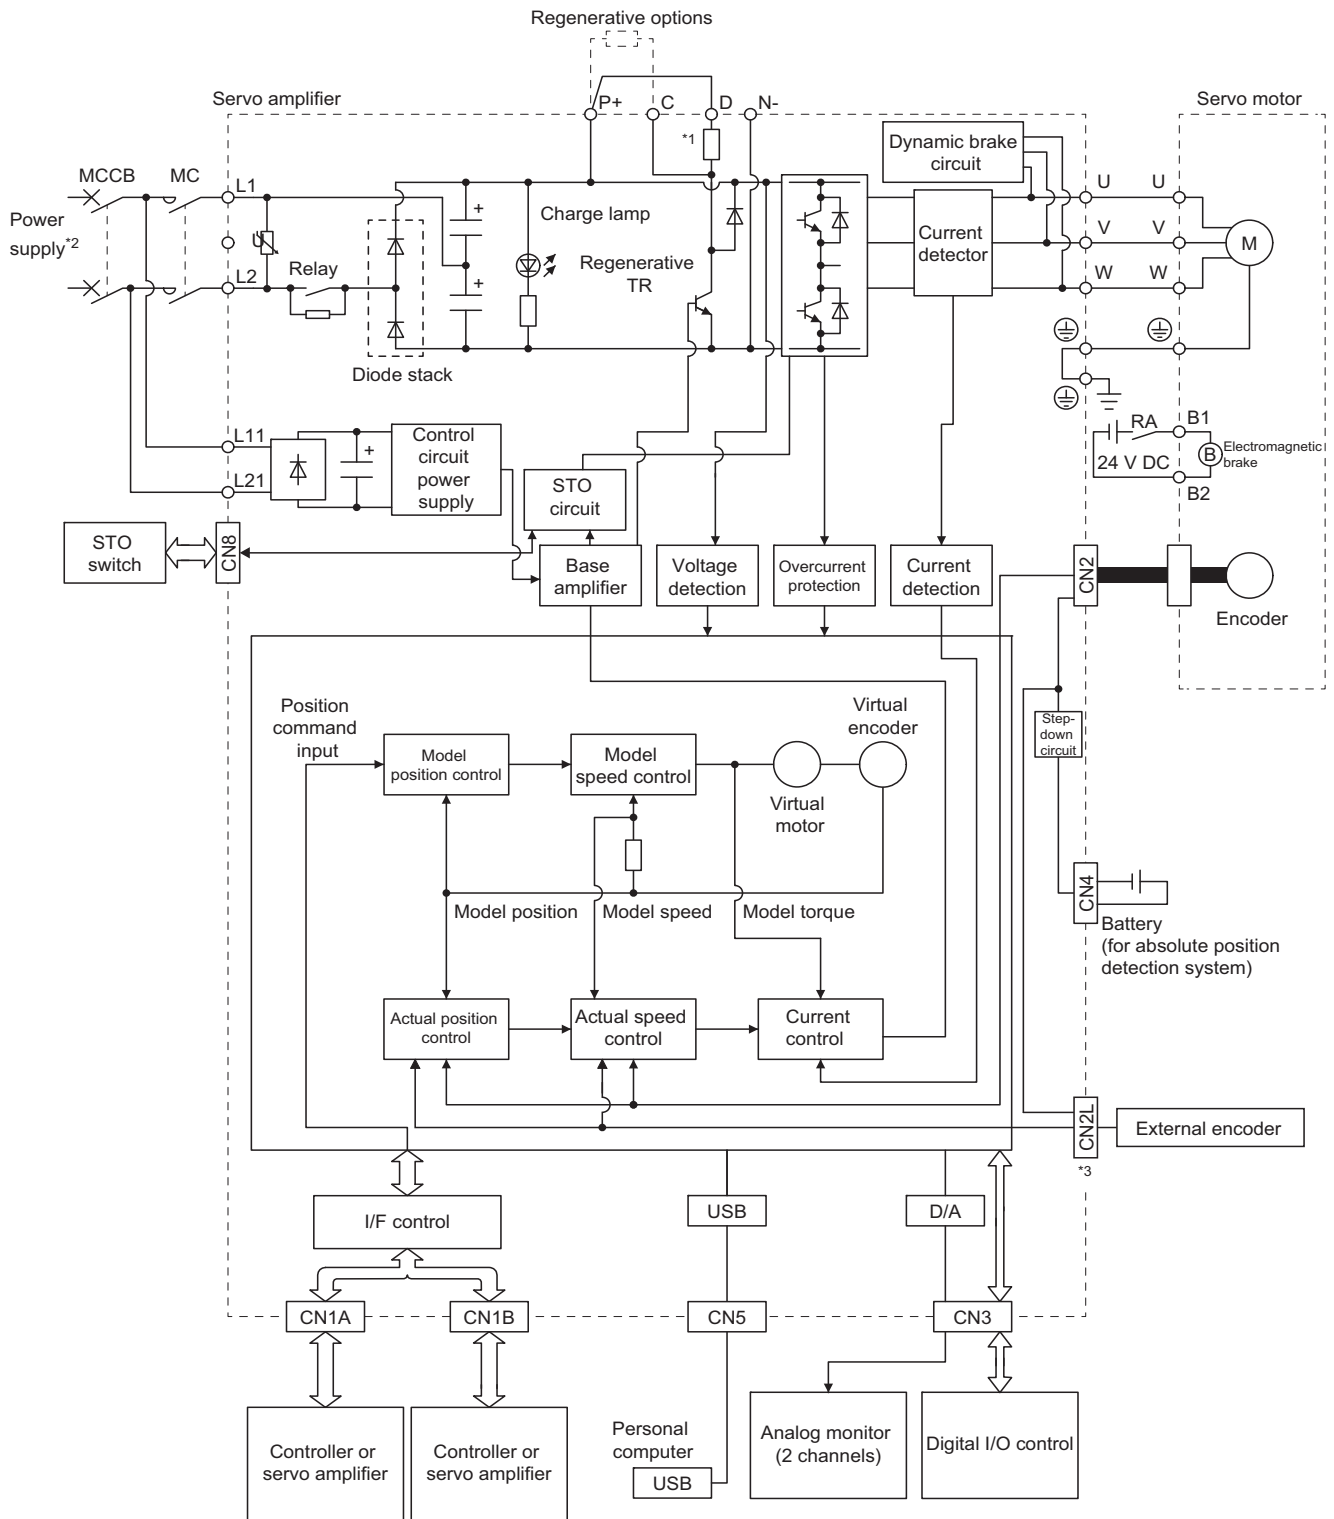 Regenerative options
Servo amplifier
P+
C
D
N-
Servo motor
*1
Dynamic brake
circuit
MCCB
MC
L1
U
U
Power
supply*2
Charge lamp
Current
detector
V
V
M
L2
Relay
Regenerative
TR
W
W
Diode stack
L11
Control
circuit
power
supply
RA
B1
24 V DC
B
Electromagnetic
brake
L21
STO
circuit
B2
STO
switch
CN8
Base
amplifier
Voltage
detection
Overcurrent
protection
Current
detection
CN2
Encoder
Position
command
input
Virtual
encoder
Step-
down
circuit
Model
position control
Model
speed control
Virtual
motor
CN4
Model position
Model speed
Model torque
Battery
(for absolute position
detection system)
Actual position
control
Actual speed
control
Current
control
CN2L
External encoder
*3
I/F control
USB
D/A
CN1A
CN1B
CN5
CN3
Controller or
servo amplifier
Controller or
servo amplifier
Personal
computer
USB
Analog monitor
(2 channels)
Digital I/O control
+
+
+